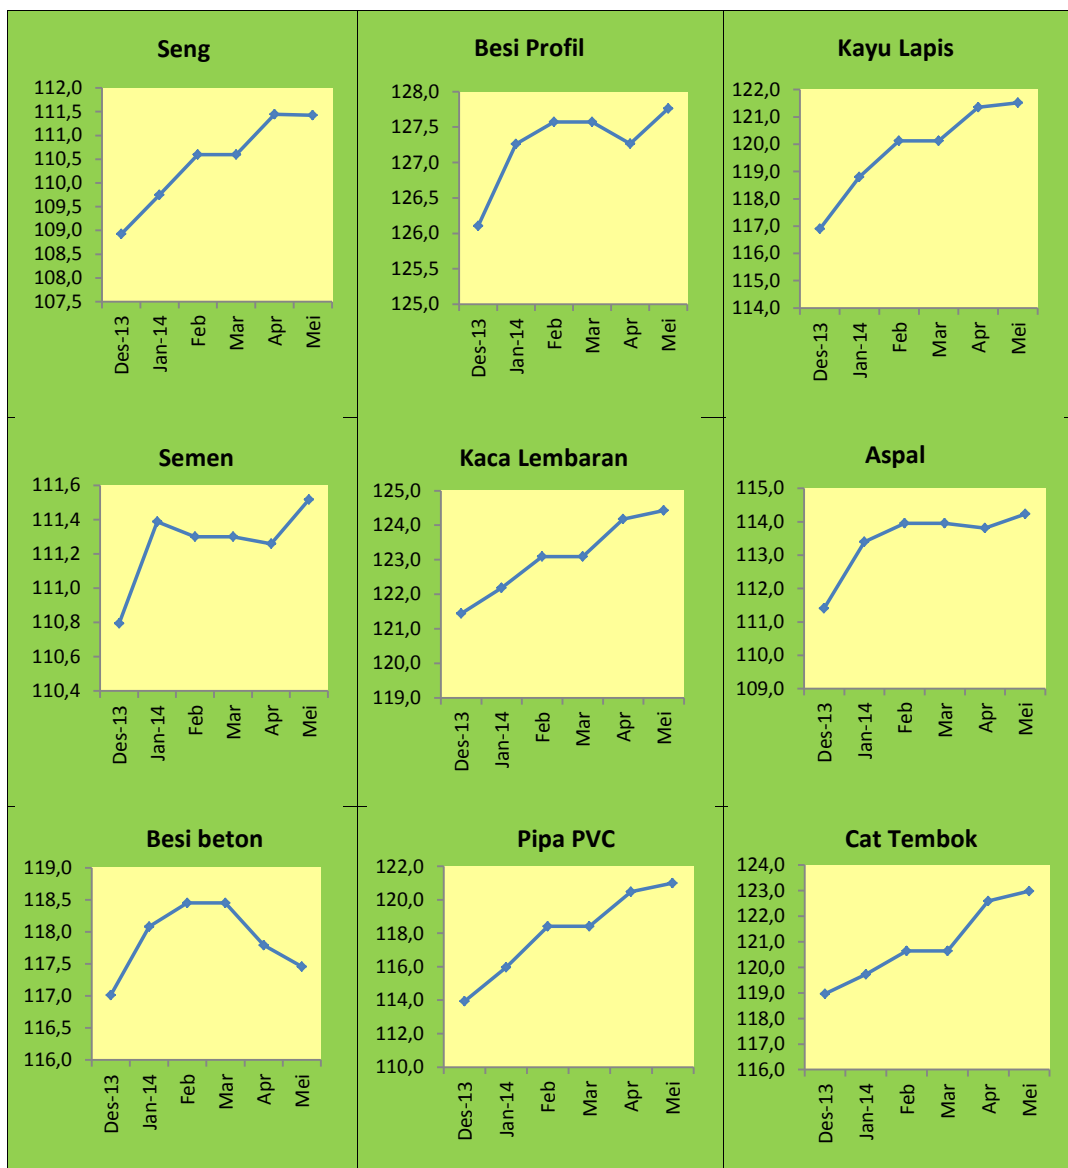 Seng
112,0
111,5
111,0
110,5
110,0
109,5
109,0
108,5
108,0
107,5
Des-13
Jan-14
Feb
Mar
Apr
Mei
Besi Profil
128,0
127,5
127,0
126,5
126,0
125,5
125,0
Des-13
Jan-14
Feb
Mar
Apr
Mei
Kayu Lapis
122,0
121,0
120,0
119,0
118,0
117,0
116,0
115,0
114,0
Des-13
Jan-14
Feb
Mar
Apr
Mei
Semen
111,6
111,4
111,2
111,0
110,8
110,6
110,4
Des-13
Jan-14
Feb
Mar
Apr
Mei
Kaca Lembaran
125,0
124,0
123,0
122,0
121,0
120,0
119,0
Des-13
Jan-14
Feb
Mar
Apr
Mei
Aspal
115,0
114,0
113,0
112,0
111,0
110,0
109,0
Des-13
Jan-14
Feb
Mar
Apr
Mei
Besi beton
119,0
118,5
118,0
117,5
117,0
116,5
116,0
Des-13
Jan-14
Feb
Mar
Apr
Mei
Pipa PVC
122,0
120,0
118,0
116,0
114,0
112,0
110,0
Des-13
Jan-14
Feb
Mar
Apr
Mei
Cat Tembok
124,0
123,0
122,0
121,0
120,0
119,0
118,0
117,0
116,0
Des-13
Jan-14
Feb
Mar
Apr
Mei